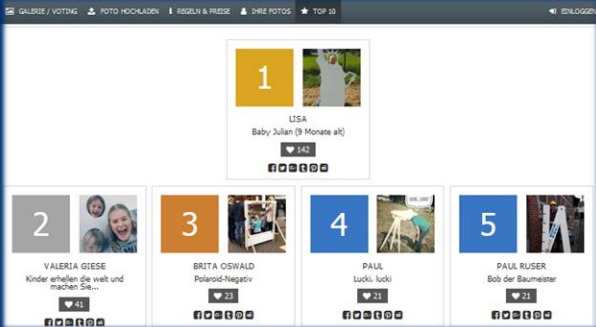 GALERIE / VOTING FOTO HOCHLADEN REGELN & PREISE IHRE FOTOS TOP 10 EINLOGGEN
1
LISA
Baby Julian (9 Monate alt)
142
2 3 4 5
VALERIA GIESE
Kinder erhellen die welt und
machen Sie...
41
BRITA OSWALD
Polaroid-Negativ
23
PAUL
Lucki, lucki
21
PAUL RUSER
Bob der Baumeister
21